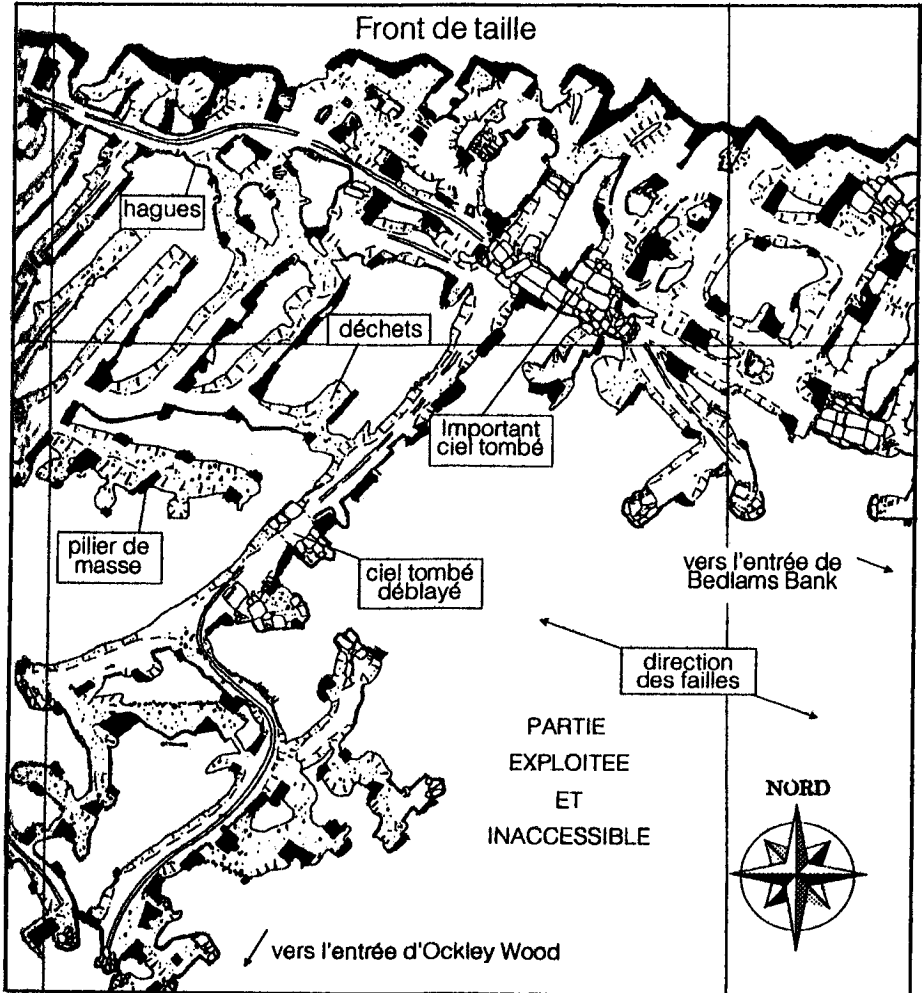 Front de taille
hagues
déchets
Important
ciel tombé
pilier de
masse
ciel tombé
déblayé
vers l'entrée de
Bedlams Bank
direction
des failles
PARTIE
EXPLOITEE
ET
INACCESSIBLE
NORD
vers l'entrée d'Ockley Wood